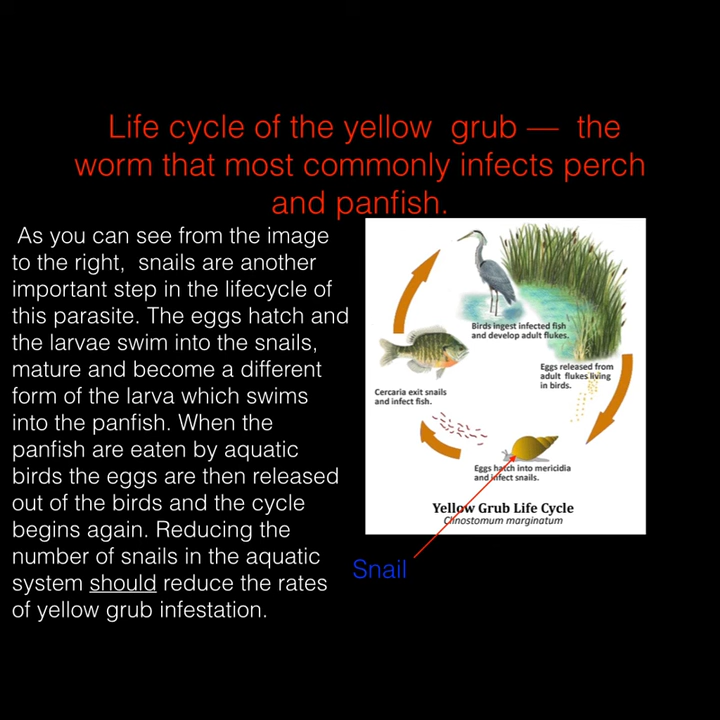 Life cycle of the yellow grub — the
worm that most commonly infects perch
and panfish.
As you can see from the image
to the right, snails are another
important step in the lifecycle of
this parasite. The eggs hatch and
the larvae swim into the snails,
mature and become a different
form of the larva which swims
into the panfish. When the
panfish are eaten by aquatic
birds the eggs are then released
out of the birds and the cycle
begins again. Reducing the
number of snails in the aquatic
system should reduce the rates
of yellow grub infestation.
Birds ingest infected fish
and develop adult flukes.
Eggs released from
adult flukes living
in birds.
Cercaria exit snails
and infect fish.
Eggs hatch into mericidia
and infect snails.
Yellow Grub Life Cycle
Clinostomum marginatum
Snail